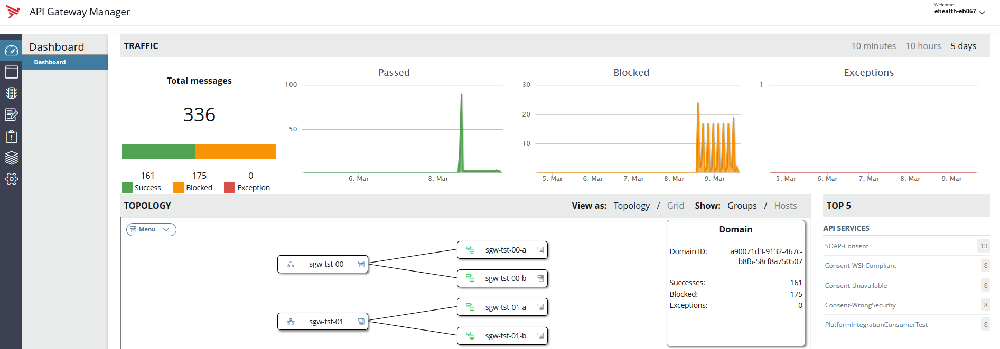 API Gateway Manager
Welcome
ehealth-eh067
Dashboard
Dashboard
TRAFFIC
10 minutes 10 hours 5 days
Total messages
336
161 175 0
Success Blocked Exception
Passed
100
50
6. Mar 8. Mar
Blocked
30
20
10
5. Mar 6. Mar 7. Mar 8. Mar 9. Mar
Exceptions
1
5. Mar 6. Mar 7. Mar 8. Mar 9. Mar
TOPOLOGY
View as: Topology / Grid Show: Groups / Hosts
Menu
sgw-tst-00
sgw-tst-00-a
sgw-tst-00-b
sgw-tst-01
sgw-tst-01-a
sgw-tst-01-b
Domain
Domain ID: a90071d3-9132-467c-
b8f6-58cf8a750507
Successes: 161
Blocked: 175
Exceptions: 0
TOP 5
API SERVICES
SOAP-Consent 13
Consent-WSI-Compliant 8
Consent-Unavailable 8
Consent-WrongSecurity 8
PlatformIntegrationConsumerTest 8